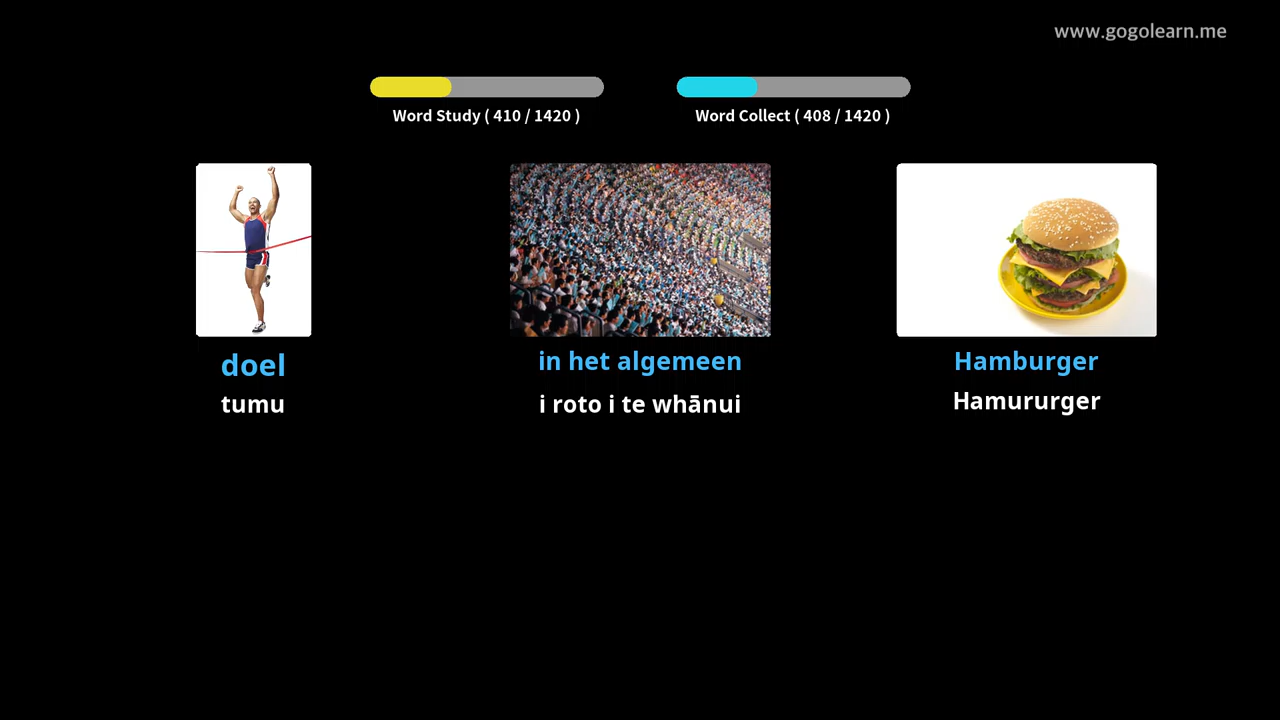 www.gogolearn.me
Word Study ( 410 / 1420 )
Word Collect ( 408 / 1420 )
doel
tumu
in het algemeen
i roto i te whānui
Hamburger
Hamururger